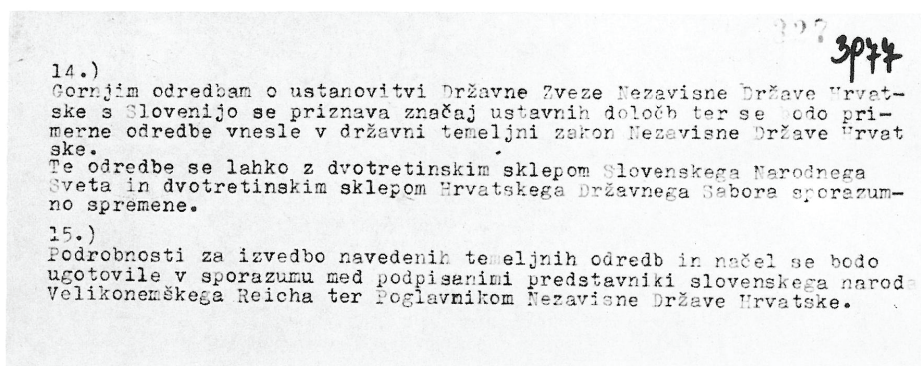 327
3p77
14.)
Gornjim odredbam o ustanovitvi Državne Zveze Nezavisne Države Hrvat-
ske s Slovenijo se priznava značaj ustavnih določb ter se bodo pri-
merne odredbe vnesle v državni temeljni zakon Nezavisne Države Hrvat
ske.
Te odredbe se lahko z dvotretinskim sklepom Slovenskega Narodnega
Sveta in dvotretinskim sklepom Hrvatskega Državnega Sabora sporazum-
no spremene.
15.)
Podrobnosti za izvedbo navedenih temeljnih odredb in načel se bodo
ugotovile v sporazumu med podpisanimi predstavniki slovenskega naroda
Velikonemškega Reicha ter Poglavnikom Nezavisne Države Hrvatske.